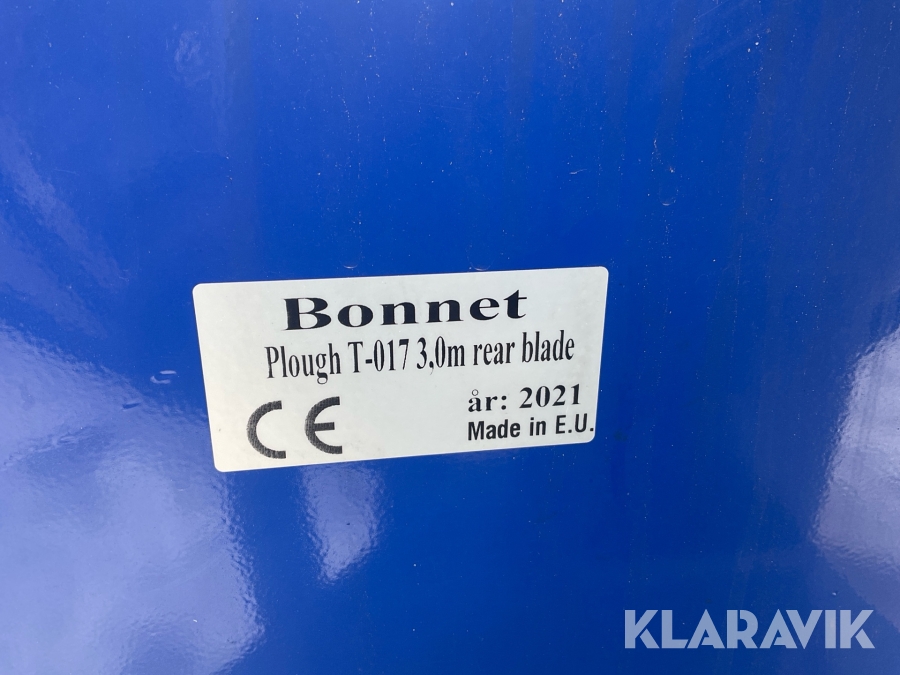 Bonnet
Plough T-017 3,0m rear blade
CE
år: 2021
Made in E.U.
KLARAVIK